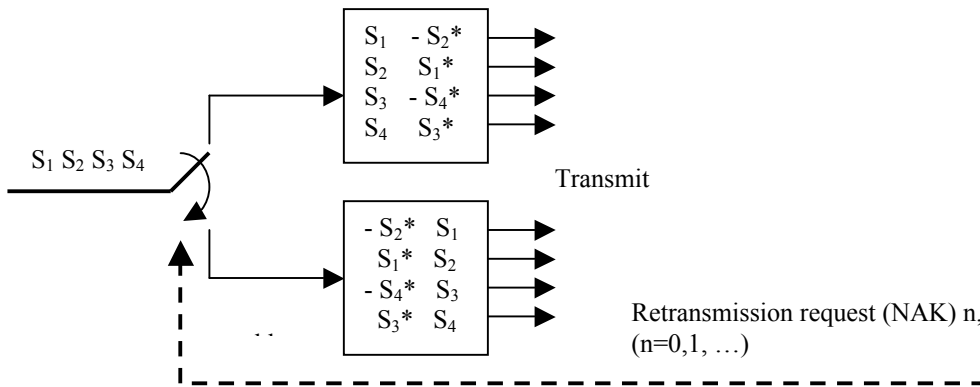 S₁ - S₂*
S₂ S₁*
S₃ - S₄*
S₄ S₃*
S₁ S₂ S₃ S₄
Transmit
- S₂* S₁
S₁* S₂
- S₄* S₃
S₃* S₄
Retransmission request (NAK) n,
(n=0,1, …)